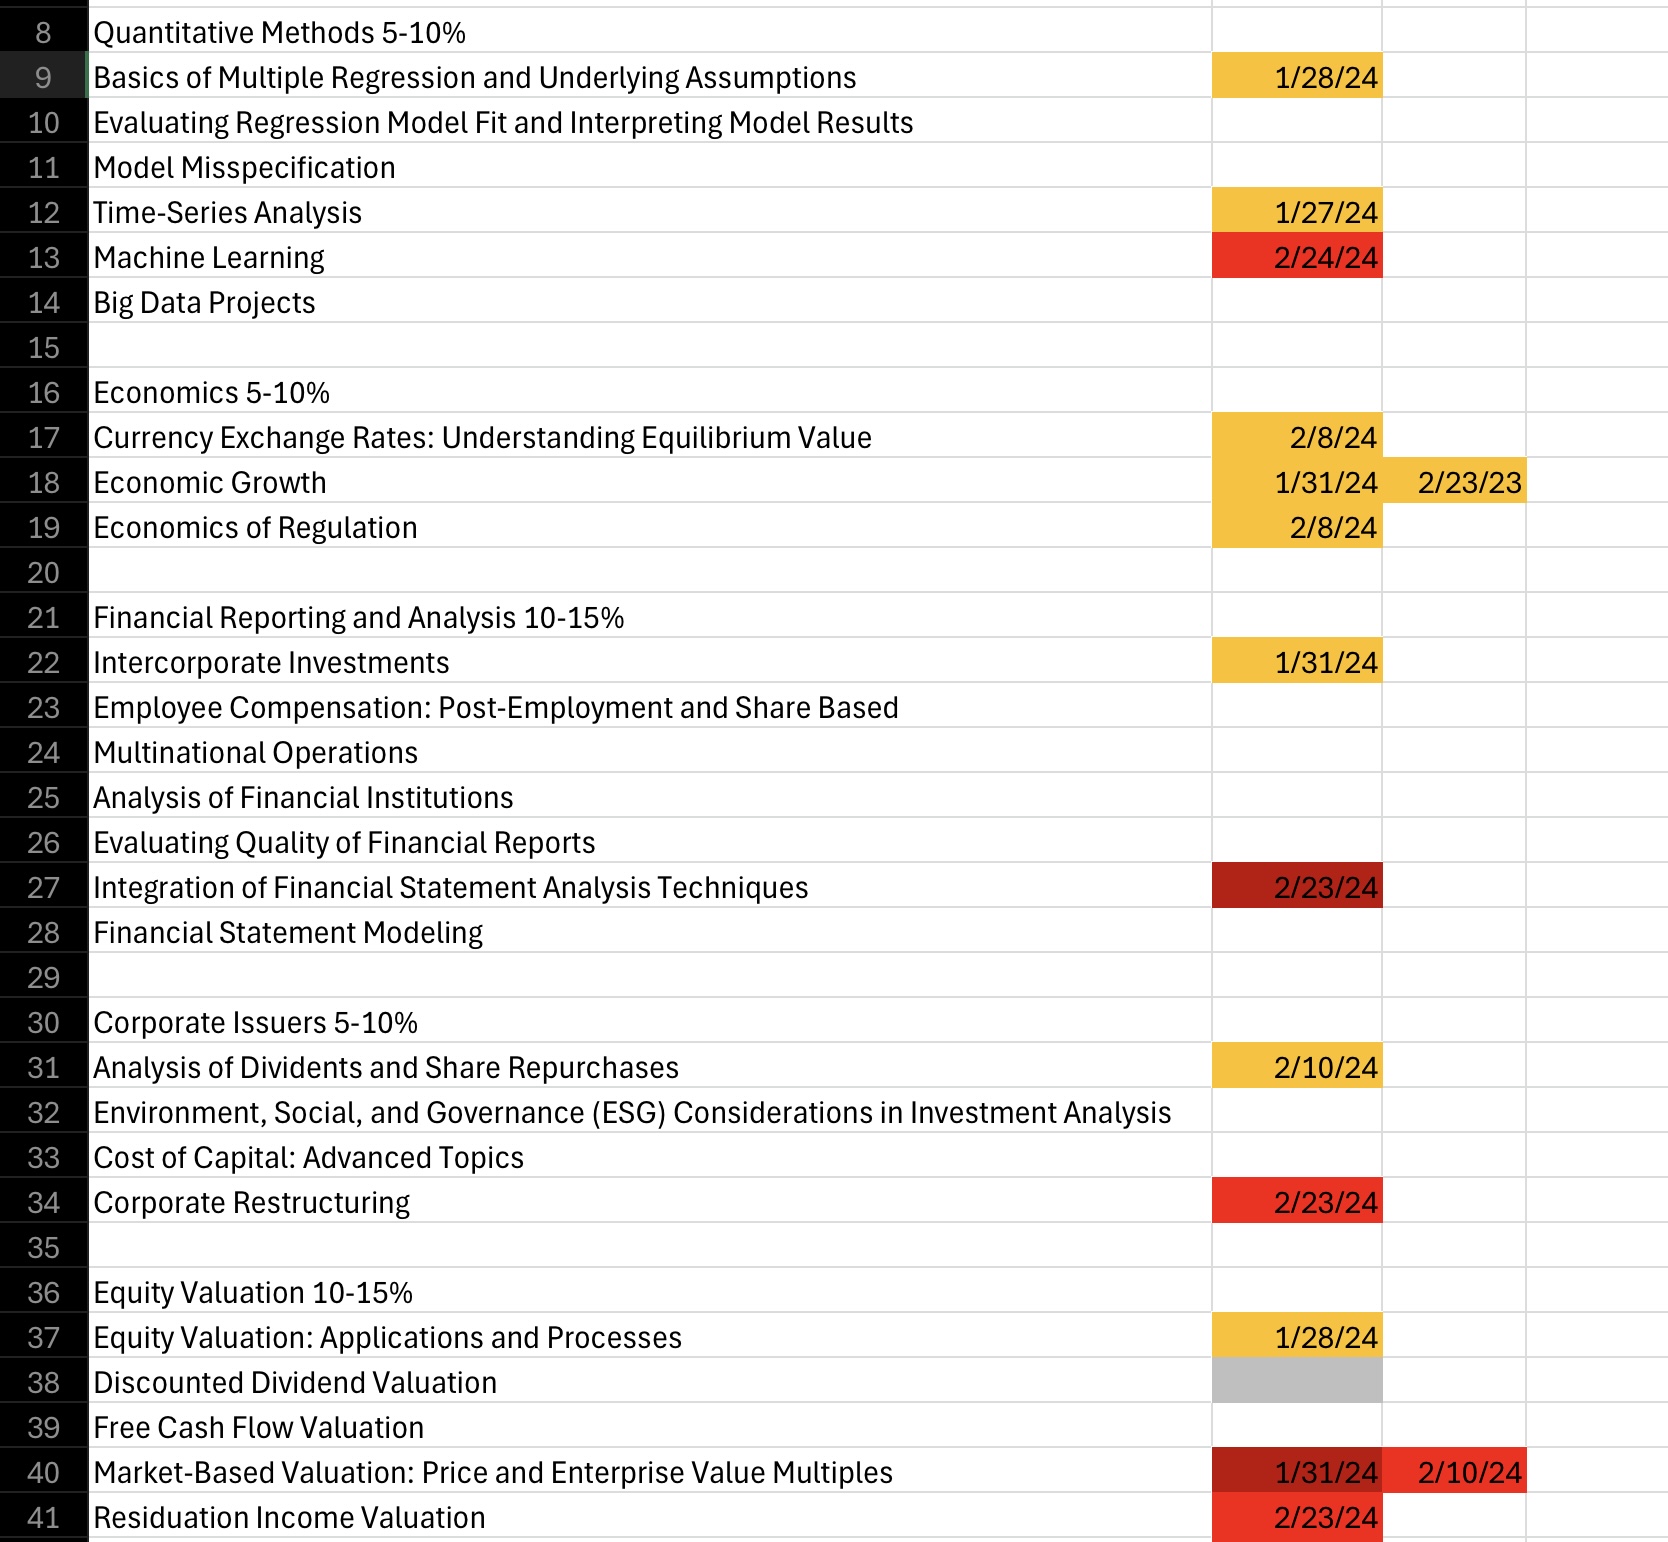 8 Quantitative Methods 5-10%
9 Basics of Multiple Regression and Underlying Assumptions 1/28/24
10 Evaluating Regression Model Fit and Interpreting Model Results
11 Model Misspecification
12 Time-Series Analysis 1/27/24
13 Machine Learning 2/24/24
14 Big Data Projects
15
16 Economics 5-10%
17 Currency Exchange Rates: Understanding Equilibrium Value 2/8/24
18 Economic Growth 1/31/24 2/23/23
19 Economics of Regulation 2/8/24
20
21 Financial Reporting and Analysis 10-15%
22 Intercorporate Investments 1/31/24
23 Employee Compensation: Post-Employment and Share Based
24 Multinational Operations
25 Analysis of Financial Institutions
26 Evaluating Quality of Financial Reports
27 Integration of Financial Statement Analysis Techniques 2/23/24
28 Financial Statement Modeling
29
30 Corporate Issuers 5-10%
31 Analysis of Dividents and Share Repurchases 2/10/24
32 Environment, Social, and Governance (ESG) Considerations in Investment Analysis
33 Cost of Capital: Advanced Topics
34 Corporate Restructuring 2/23/24
35
36 Equity Valuation 10-15%
37 Equity Valuation: Applications and Processes 1/28/24
38 Discounted Dividend Valuation
39 Free Cash Flow Valuation
40 Market-Based Valuation: Price and Enterprise Value Multiples 1/31/24 2/10/24
41 Residuation Income Valuation 2/23/24